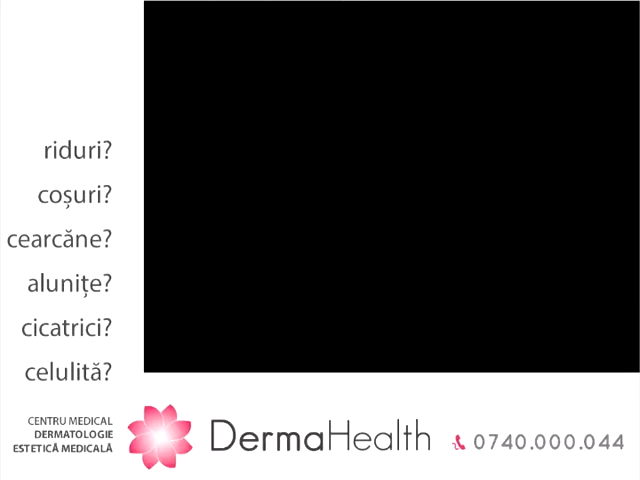 riduri?
coșuri?
cearcăne?
alunițe?
cicatrici?
celulită?
CENTRU MEDICAL
DERMATOLOGIE
ESTETICĂ MEDICALĂ
DermaHealth
0740.000.044